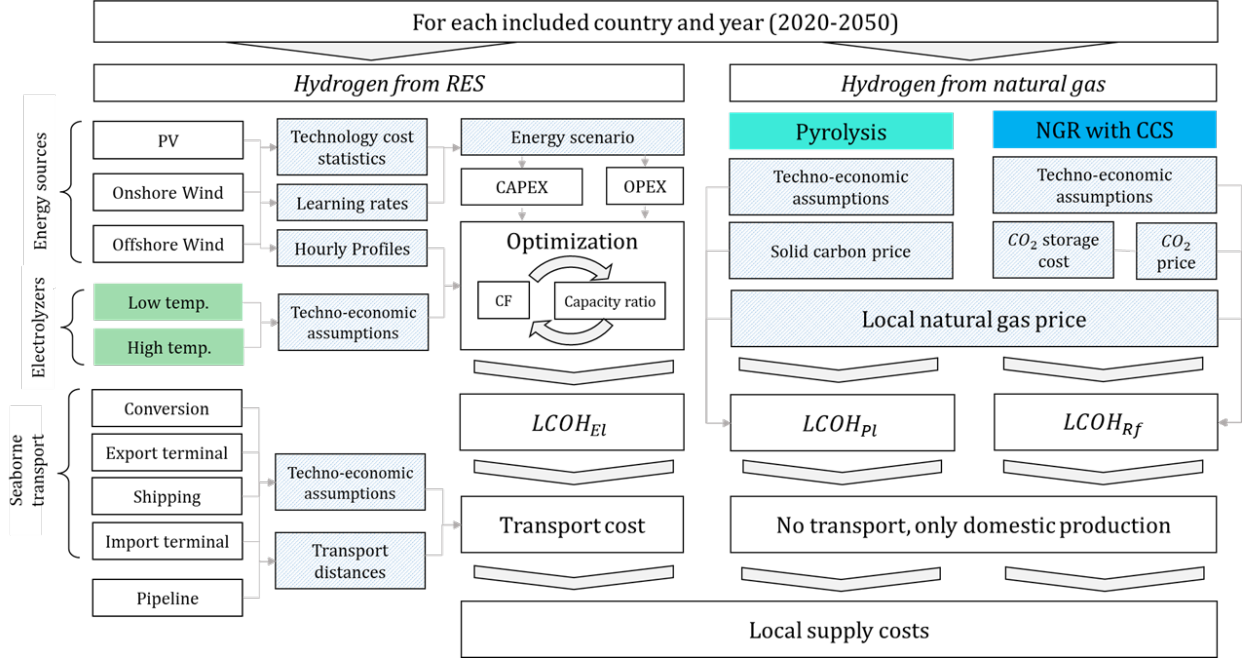 For each included country and year (2020-2050)
Hydrogen from RES
Hydrogen from natural gas
Energy sources
PV
Onshore Wind
Offshore Wind
Technology cost
statistics
Learning rates
Hourly Profiles
Energy scenario
CAPEX
OPEX
Optimization
CF
Capacity ratio
Electrolyzers
Low temp.
High temp.
Techno-economic
assumptions
Pyrolysis
Techno-economic
assumptions
Solid carbon price
NGR with CCS
Techno-economic
assumptions
CO₂ storage
cost
CO₂
price
Local natural gas price
LCOH_El
LCOH_Pl
LCOH_Rf
Seaborne
transport
Conversion
Export terminal
Shipping
Import terminal
Pipeline
Techno-economic
assumptions
Transport
distances
Transport cost
No transport, only domestic production
Local supply costs